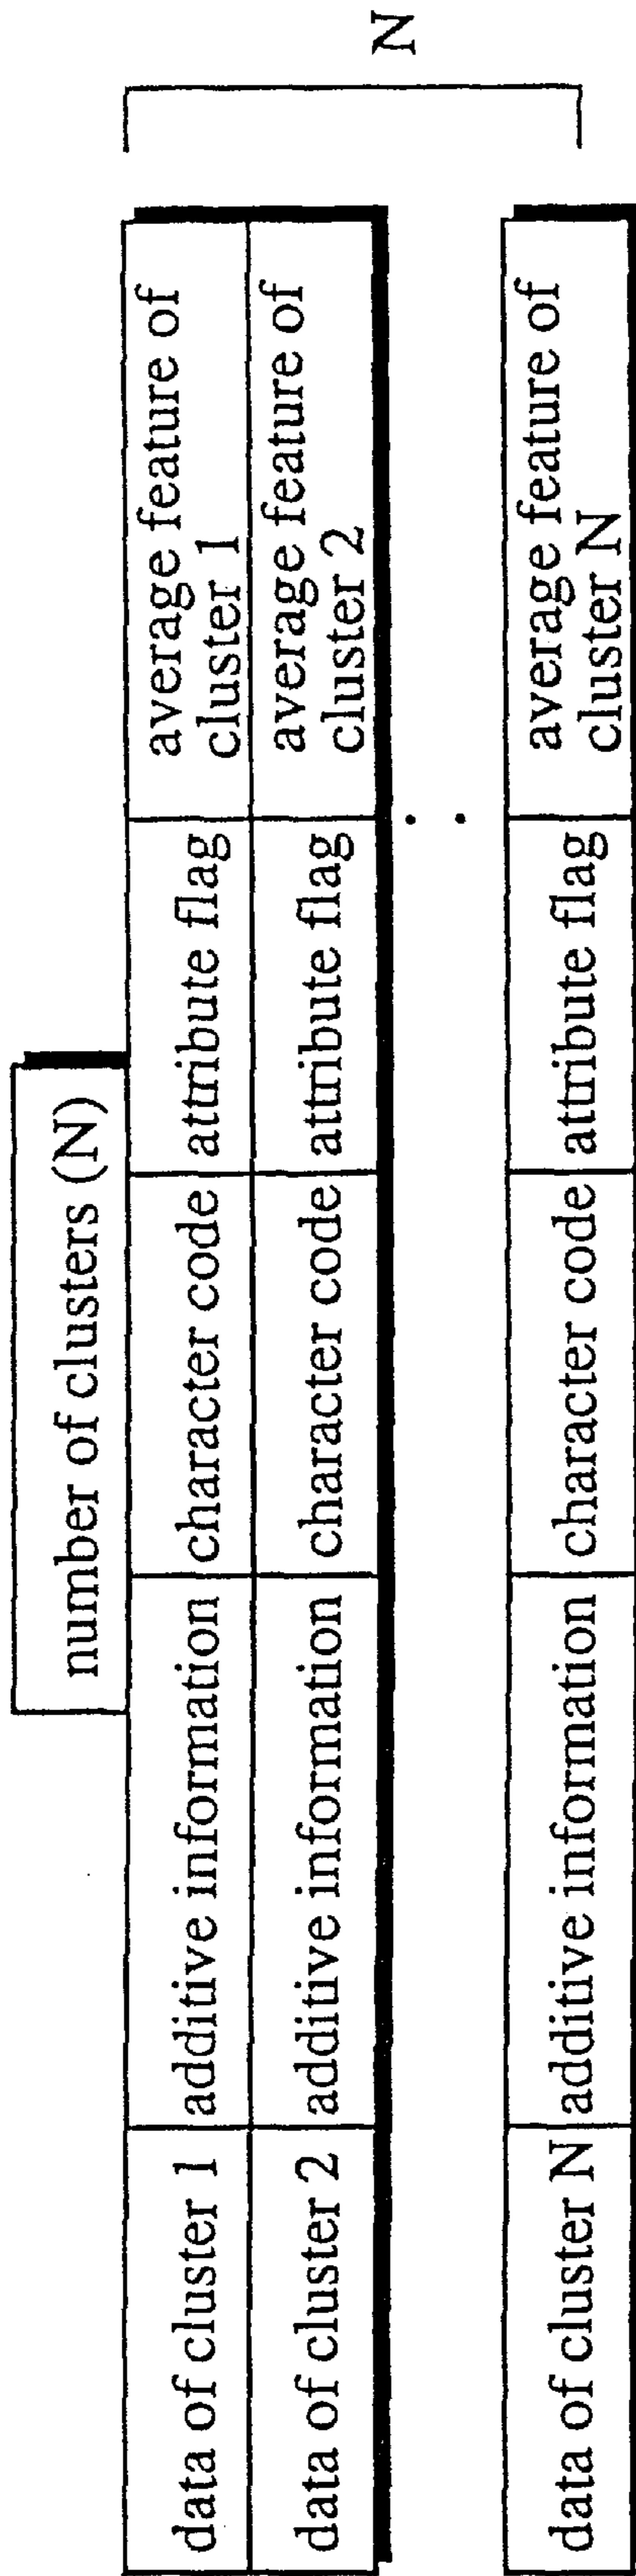 number of clusters (N)
data of cluster 1 additive information character code attribute flag average feature of
cluster 1
data of cluster 2 additive information character code attribute flag average feature of
cluster 2
data of cluster N additive information character code attribute flag average feature of
cluster N
N